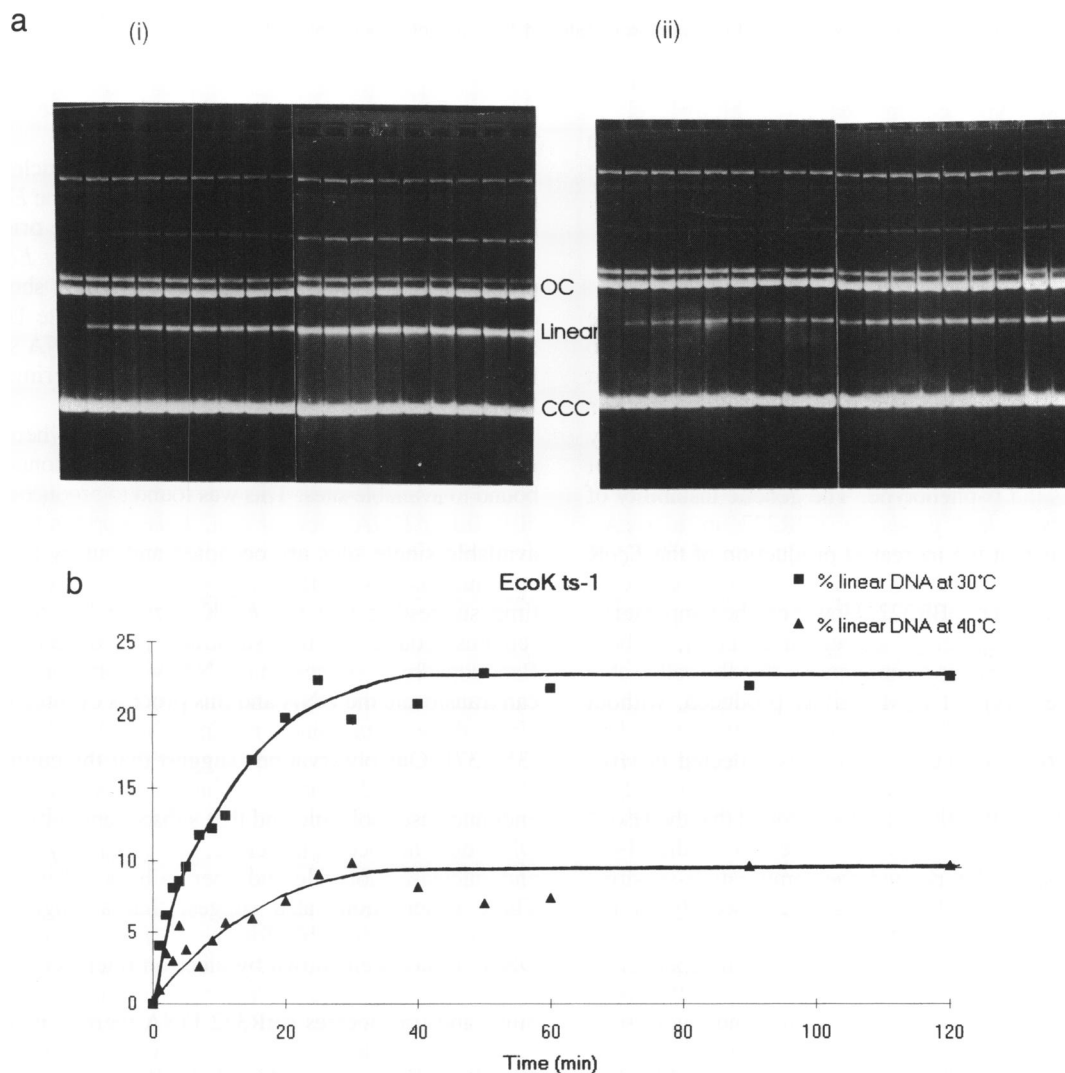 a
(i)
(ii)
OC
Linear
CCC
b
EcoK ts-1
■ % linear DNA at 30°C
▲ % linear DNA at 40°C
25
20
15
10
5
0
0 20 40 60 80 100 120
Time (min)